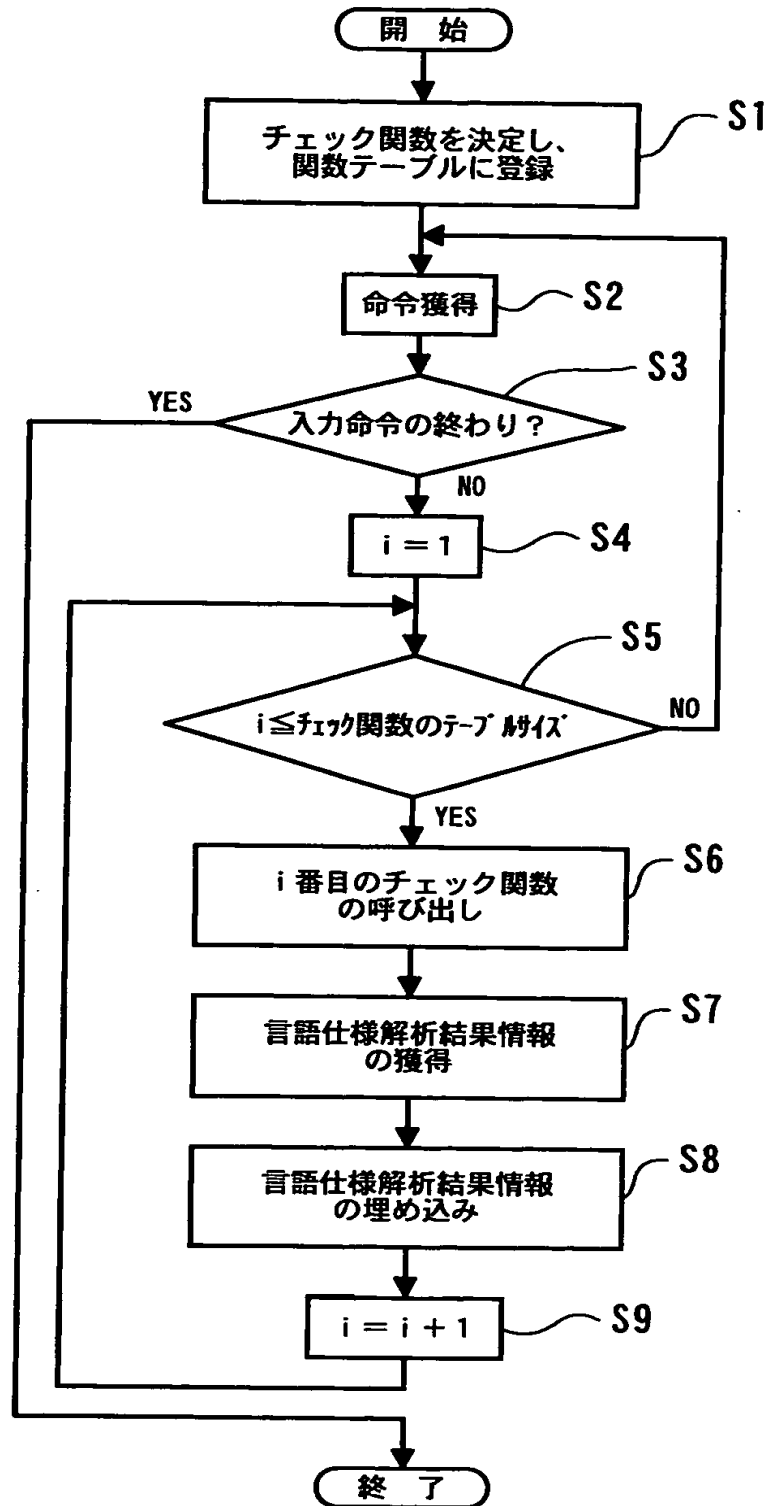 開 始
チェック関数を決定し、
関数テーブルに登録
S1
命令獲得
S2
入力命令の終わり?
S3
YES
NO
i = 1
S4
i≦チェック関数のテーブルサイズ
S5
NO
YES
i 番目のチェック関数
の呼び出し
S6
言語仕様解析結果情報
の獲得
S7
言語仕様解析結果情報
の埋め込み
S8
i = i + 1
S9
終 了